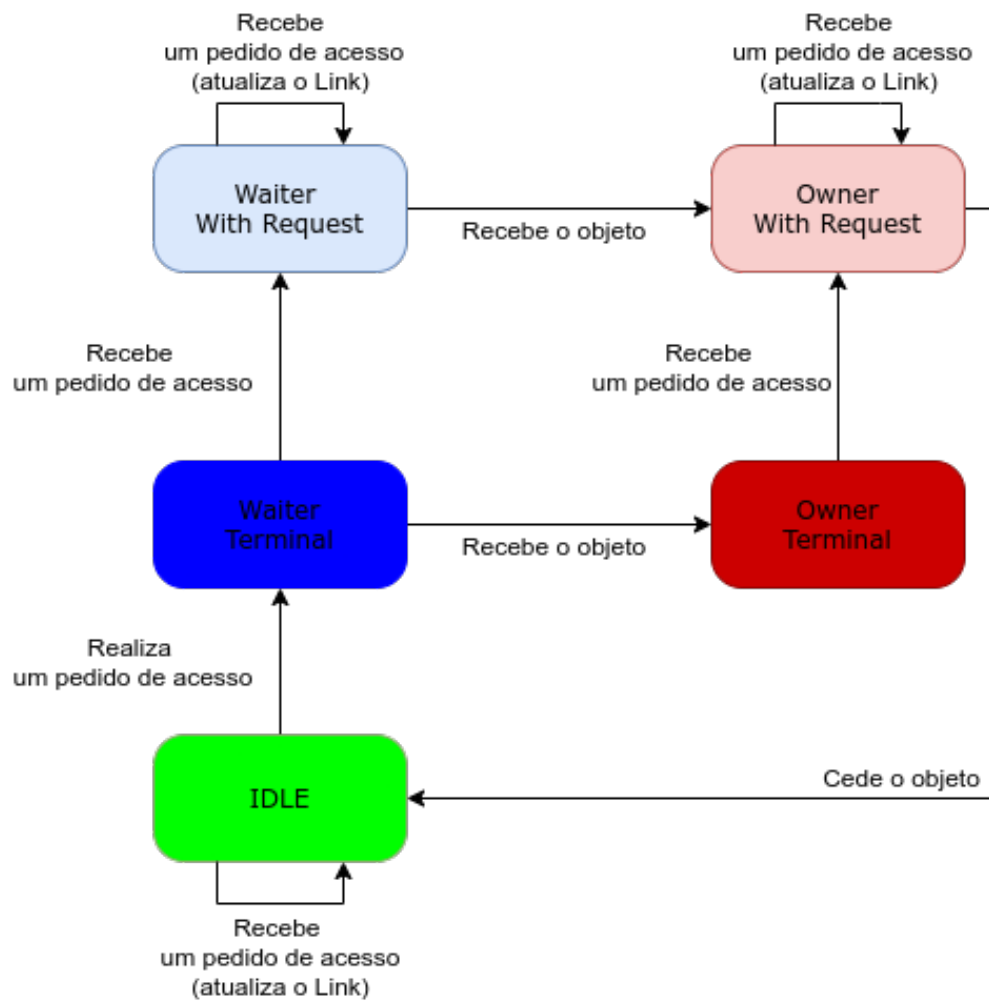 Recebe
um pedido de acesso
(atualiza o Link)
Recebe
um pedido de acesso
(atualiza o Link)
Waiter
With Request
Recebe o objeto
Owner
With Request
Recebe
um pedido de acesso
Recebe
um pedido de acesso
Waiter
Terminal
Recebe o objeto
Owner
Terminal
Realiza
um pedido de acesso
IDLE
Cede o objeto
Recebe
um pedido de acesso
(atualiza o Link)